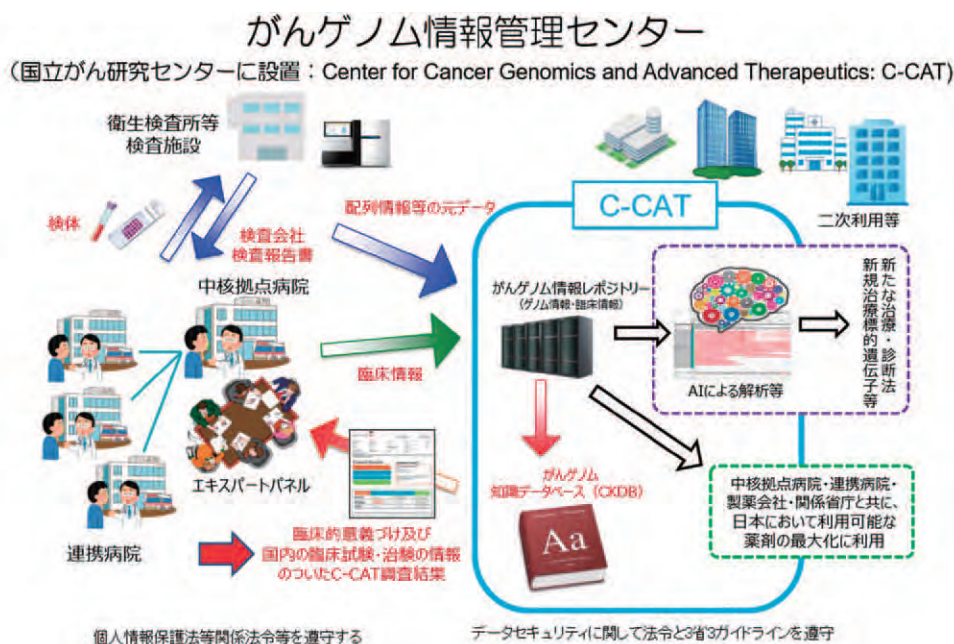 がんゲノム情報管理センター
(国立がん研究センターに設置：Center for Cancer Genomics and Advanced Therapeutics: C-CAT)
衛生検査所等
検査施設
検体
検査会社
検査報告書
配列情報等の元データ
中核拠点病院
臨床情報
エキスパートパネル
連携病院
臨床的意義づけ及び
国内の臨床試験・治験の情報
のついたC-CAT調査結果
個人情報保護法等関係法令等を遵守する
C-CAT
二次利用等
がんゲノム情報レポジトリー
(ゲノム情報・臨床情報)
AIによる解析等
新たな治療・診断法
新規治療標的遺伝子等
がんゲノム
知識データベース (CKDB)
Aa
中核拠点病院・連携病院・
製薬会社・関係省庁と共に、
日本において利用可能な
薬剤の最大化に利用
データセキュリティに関して法令と3省3ガイドラインを遵守